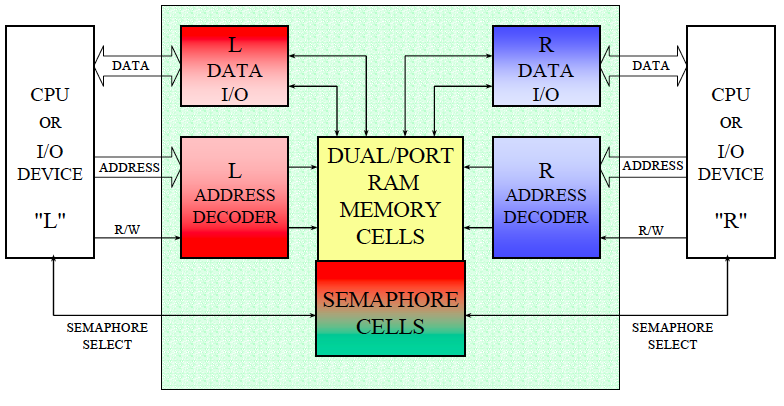 CPU
OR
I/O
DEVICE
"L"
DATA
ADDRESS
R/W
SEMAPHORE
SELECT
L
DATA
I/O
L
ADDRESS
DECODER
DUAL/PORT
RAM
MEMORY
CELLS
SEMAPHORE
CELLS
R
DATA
I/O
R
ADDRESS
DECODER
DATA
ADDRESS
R/W
SEMAPHORE
SELECT
CPU
OR
I/O
DEVICE
"R"